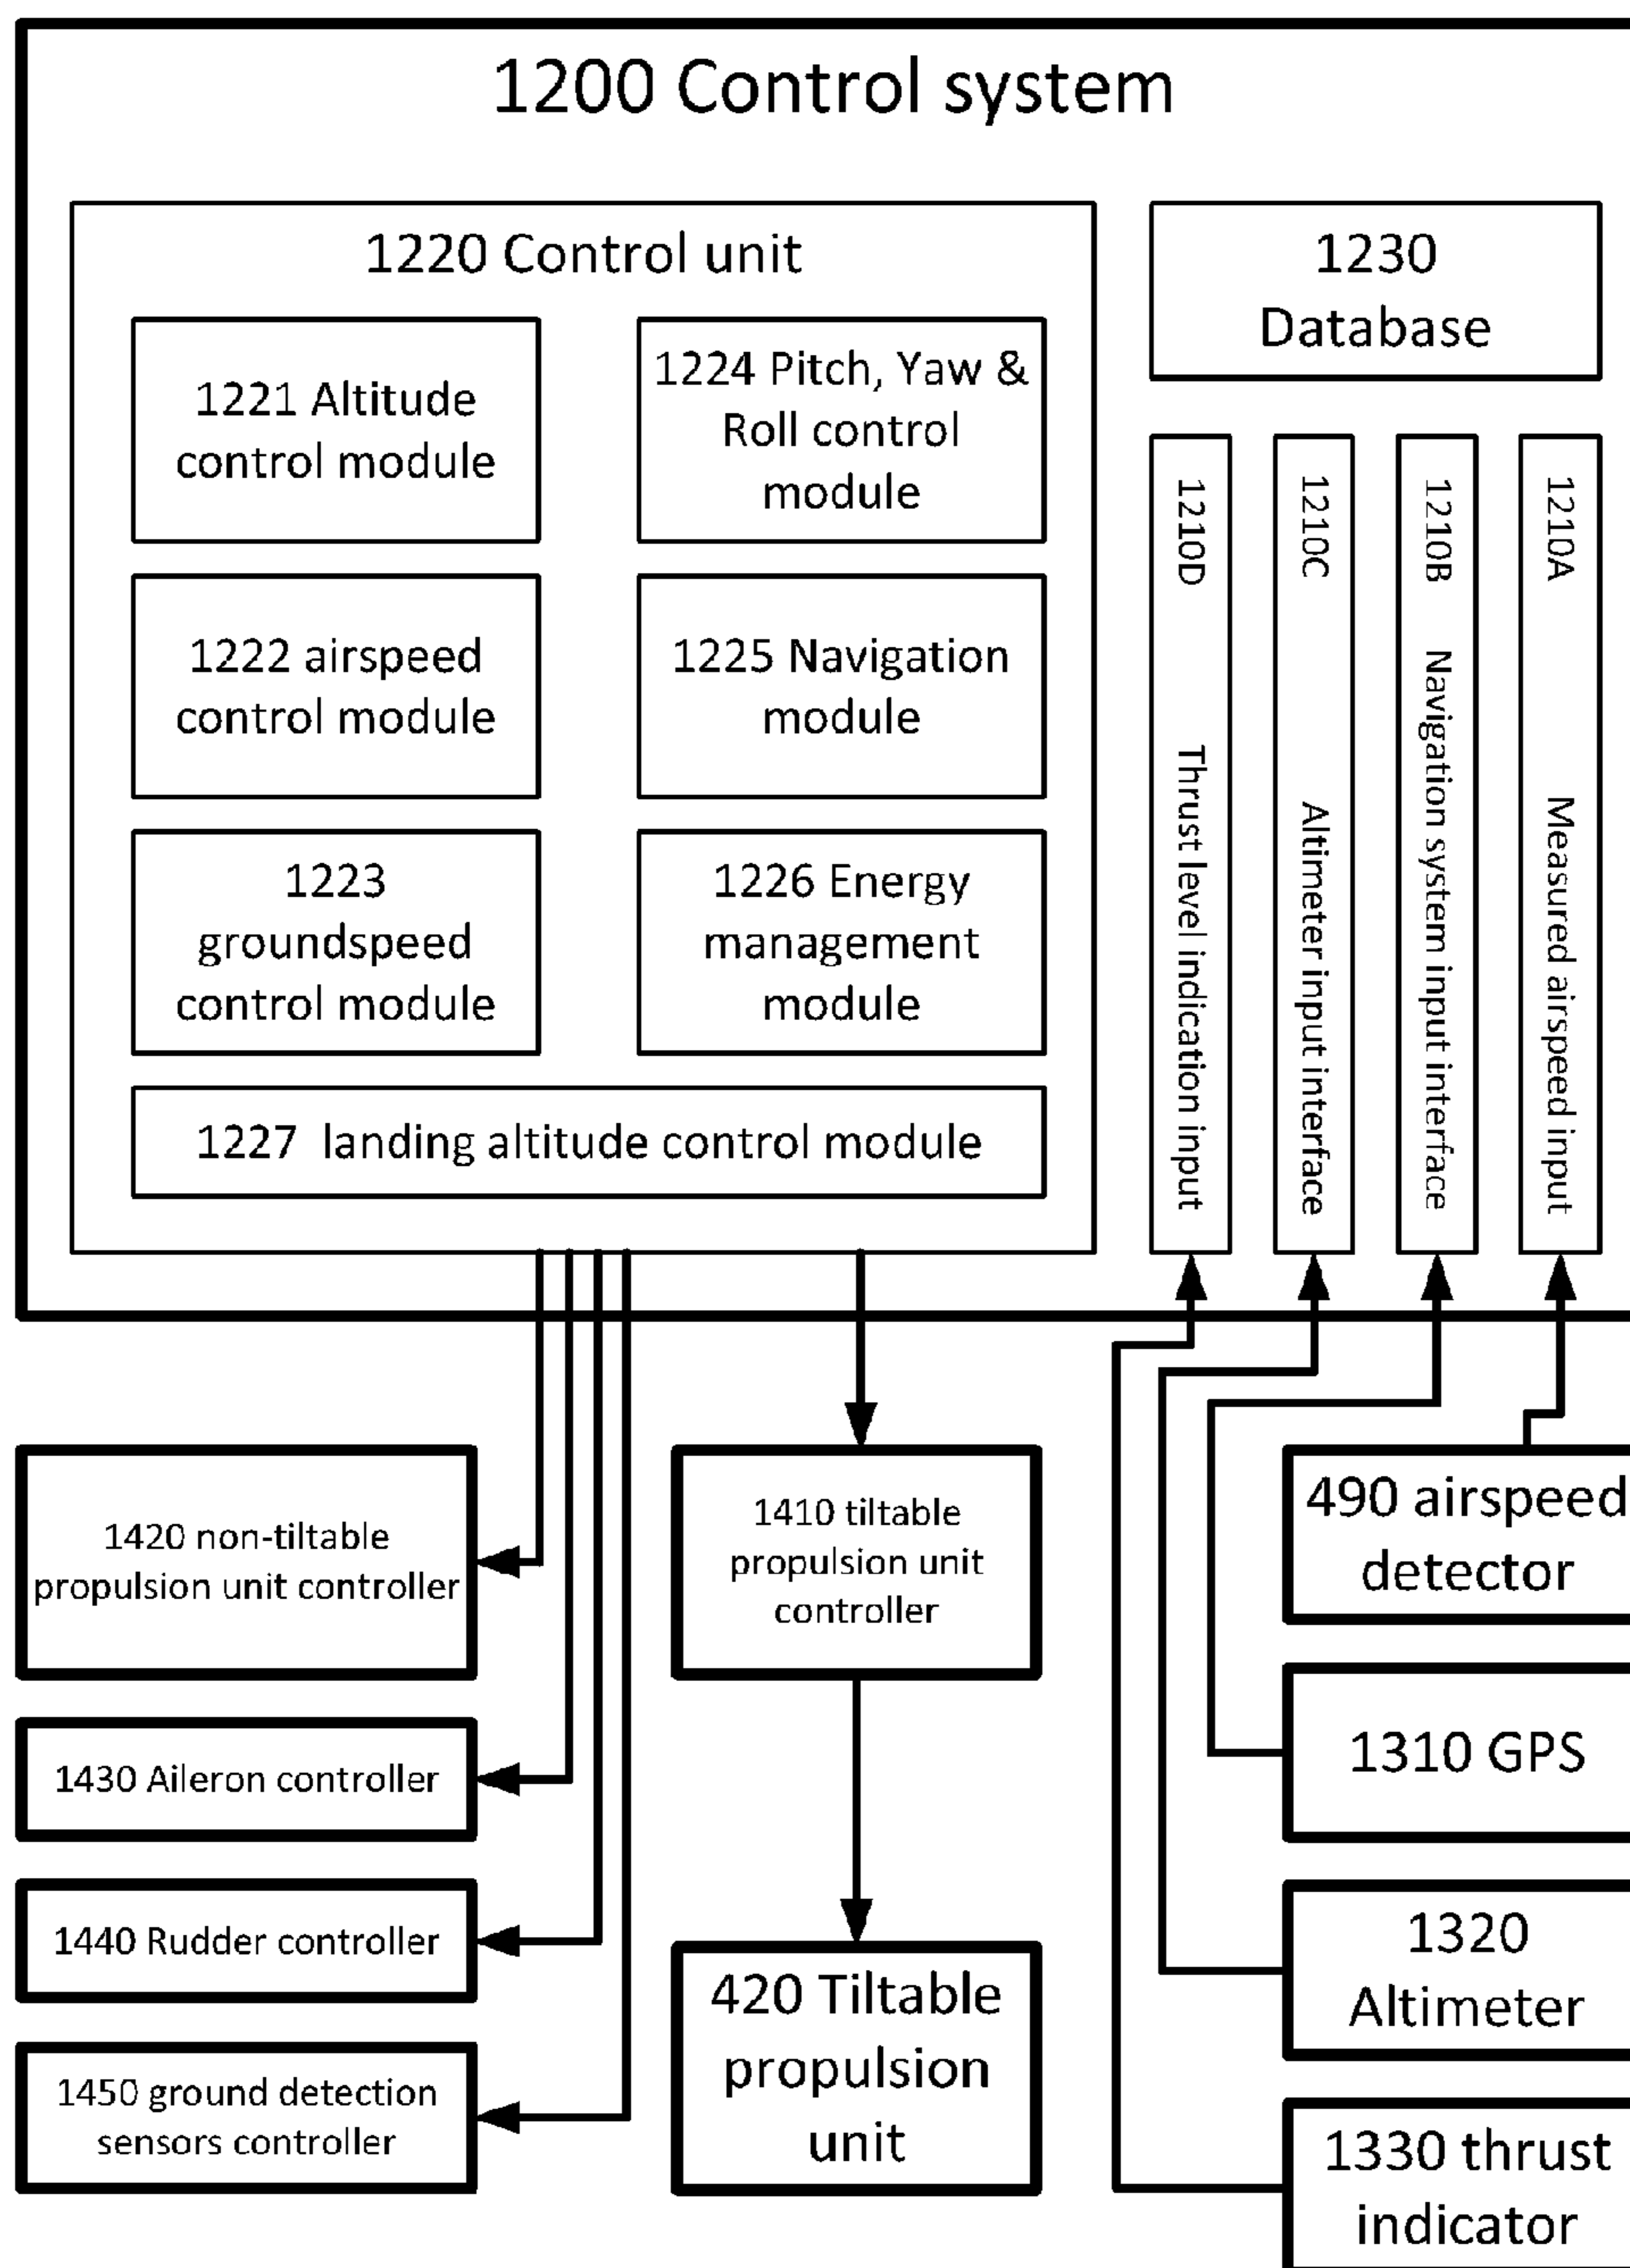 1200 Control system
1220 Control unit
1221 Altitude
control module
1224 Pitch, Yaw &
Roll control
module
1222 airspeed
control module
1225 Navigation
module
1223
groundspeed
control module
1226 Energy
management
module
1227 landing altitude control module
1230
Database
1210D Thrust level indication input
1210C Altimeter input interface
1210B Navigation system input interface
1210A Measured airspeed input
1420 non-tiltable
propulsion unit controller
1430 Aileron controller
1440 Rudder controller
1450 ground detection
sensors controller
1410 tiltable
propulsion unit
controller
420 Tiltable
propulsion
unit
490 airspeed
detector
1310 GPS
1320
Altimeter
1330 thrust
indicator